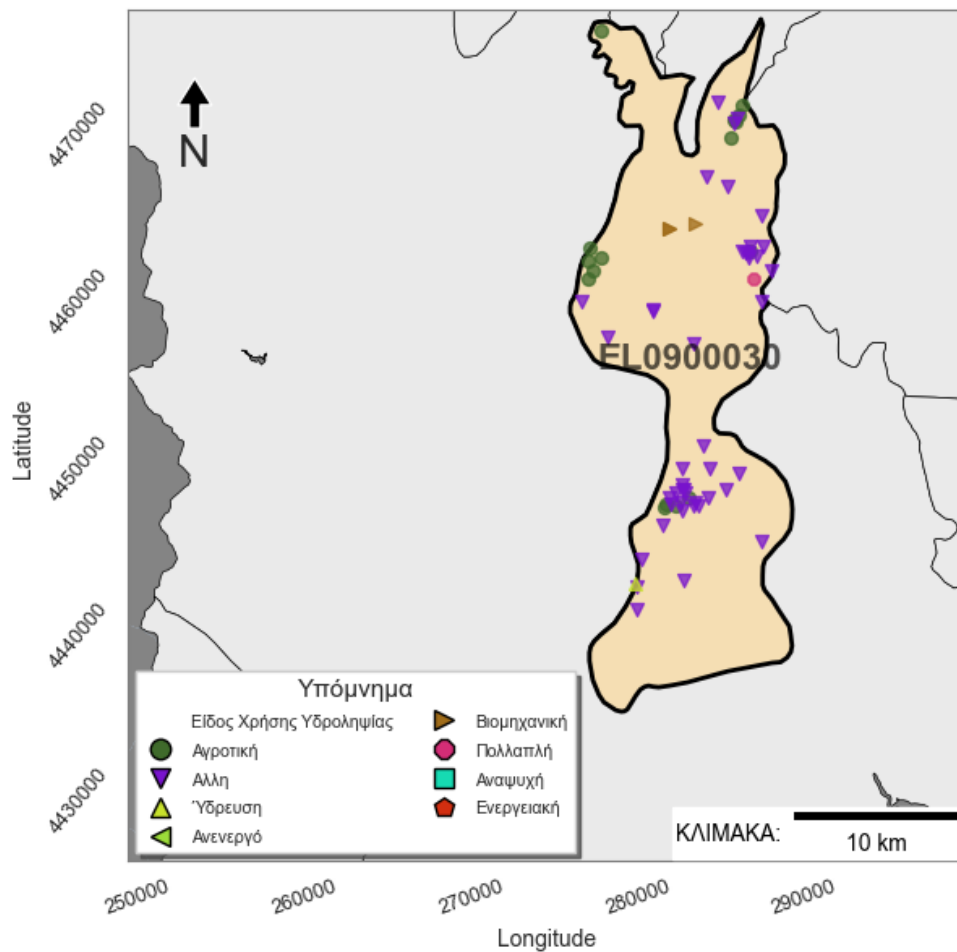 N
4470000
4460000
4450000
4440000
4430000
Latitude
EL0900030
Υπόμνημα
Είδος Χρήσης Υδροληψίας
Αγροτική
Αλλη
Ύδρευση
Ανενεργό
Βιομηχανική
Πολλαπλή
Αναψυχή
Ενεργειακή
ΚΛΙΜΑΚΑ:
10 km
250000
260000
270000
280000
290000
Longitude